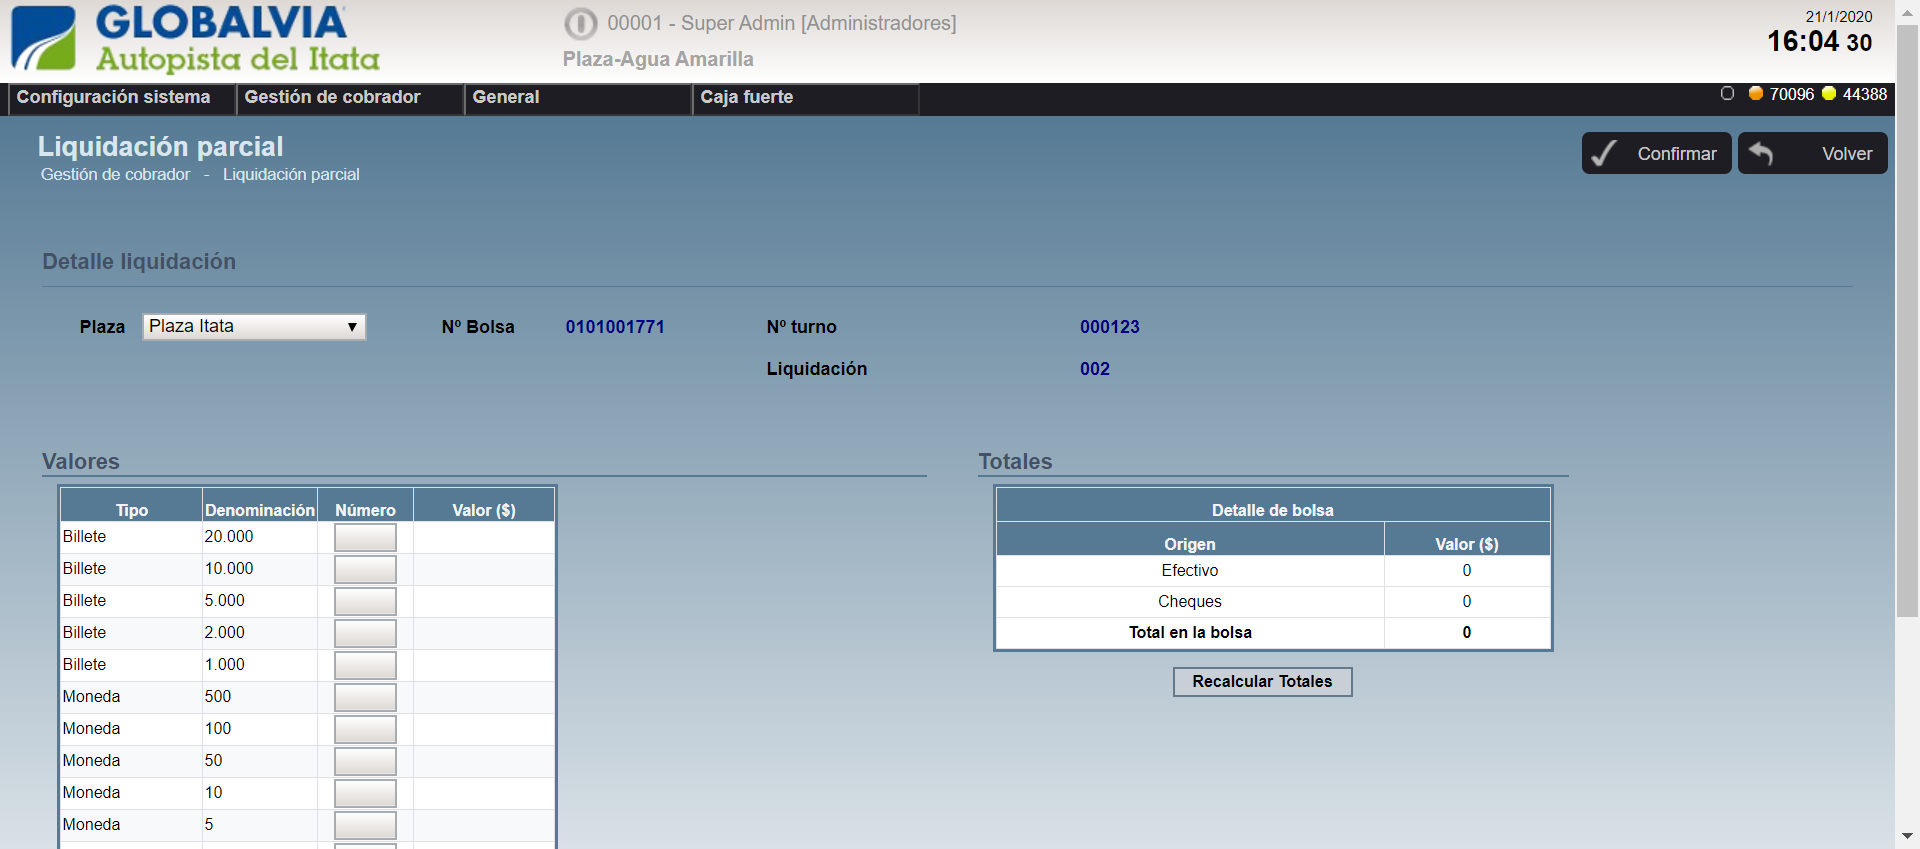 GLOBALVIA
Autopista del Itata
00001 - Super Admin [Administradores]
Plaza-Agua Amarilla
21/1/2020
16:04 30
Configuración sistema Gestión de cobrador General Caja fuerte
70096 44388
Liquidación parcial
Gestión de cobrador - Liquidación parcial
Confirmar Volver
Detalle liquidación
Plaza Plaza Itata Nº Bolsa 0101001771 Nº turno 000123
Liquidación 002
Valores
Tipo Denominación Número Valor ($)
Billete 20.000
Billete 10.000
Billete 5.000
Billete 2.000
Billete 1.000
Moneda 500
Moneda 100
Moneda 50
Moneda 10
Moneda 5
Totales
Detalle de bolsa
Origen Valor ($)
Efectivo 0
Cheques 0
Total en la bolsa 0
Recalcular Totales